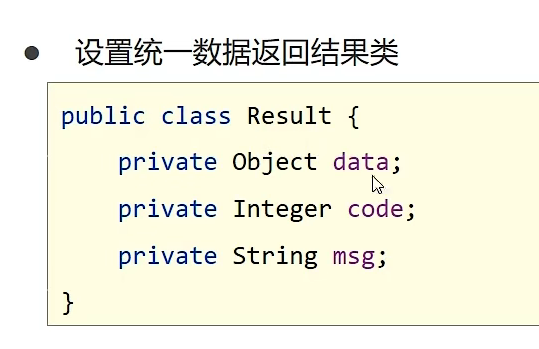 ● 设置统一数据返回结果类
public class Result {
    private Object data;
    private Integer code;
    private String msg;
}